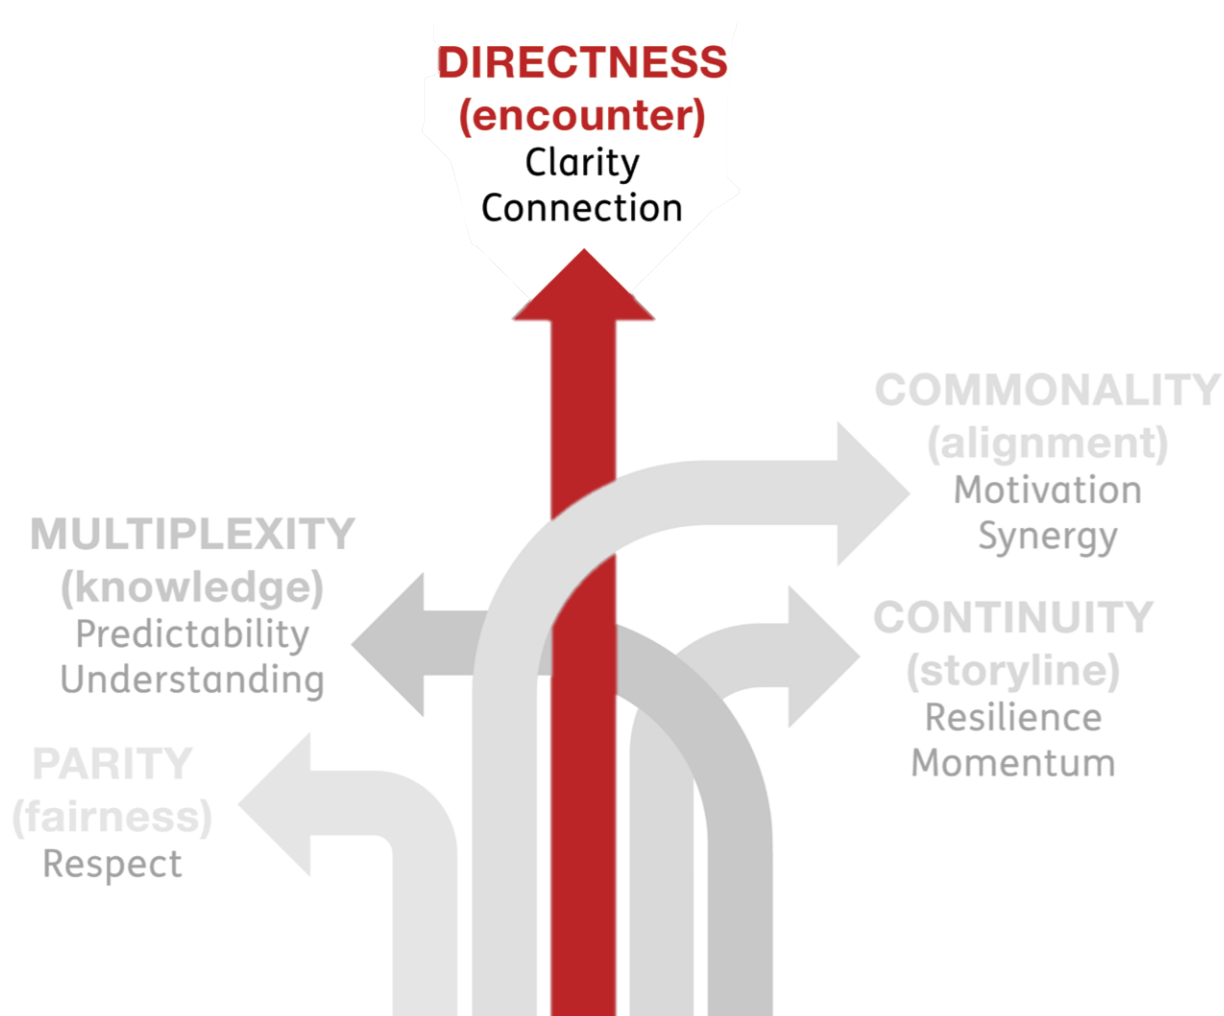 DIRECTNESS
(encounter)
Clarity
Connection
COMMONALITY
(alignment)
Motivation
Synergy
MULTIPLEXITY
(knowledge)
Predictability
Understanding
CONTINUITY
(storyline)
Resilience
Momentum
PARITY
(fairness)
Respect